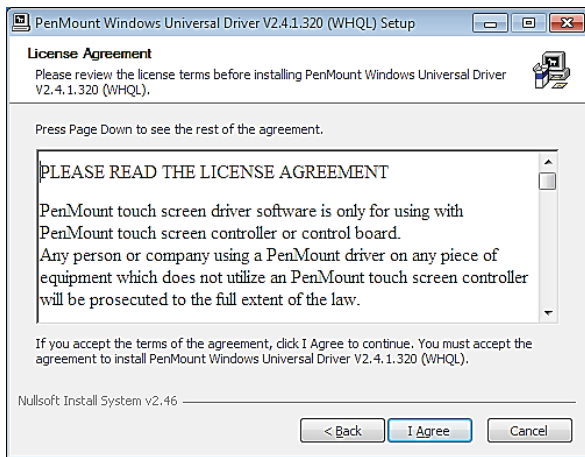 PenMount Windows Universal Driver V2.4.1.320 (WHQL) Setup
License Agreement
Please review the license terms before installing PenMount Windows Universal Driver
V2.4.1.320 (WHQL).
Press Page Down to see the rest of the agreement.
PLEASE READ THE LICENSE AGREEMENT
PenMount touch screen driver software is only for using with
PenMount touch screen controller or control board.
Any person or company using a PenMount driver on any piece of
equipment which does not utilize an PenMount touch screen controller
will be prosecuted to the full extent of the law.
If you accept the terms of the agreement, click I Agree to continue. You must accept the
agreement to install PenMount Windows Universal Driver V2.4.1.320 (WHQL).
Nullsoft Install System v2.46
< Back
I Agree
Cancel